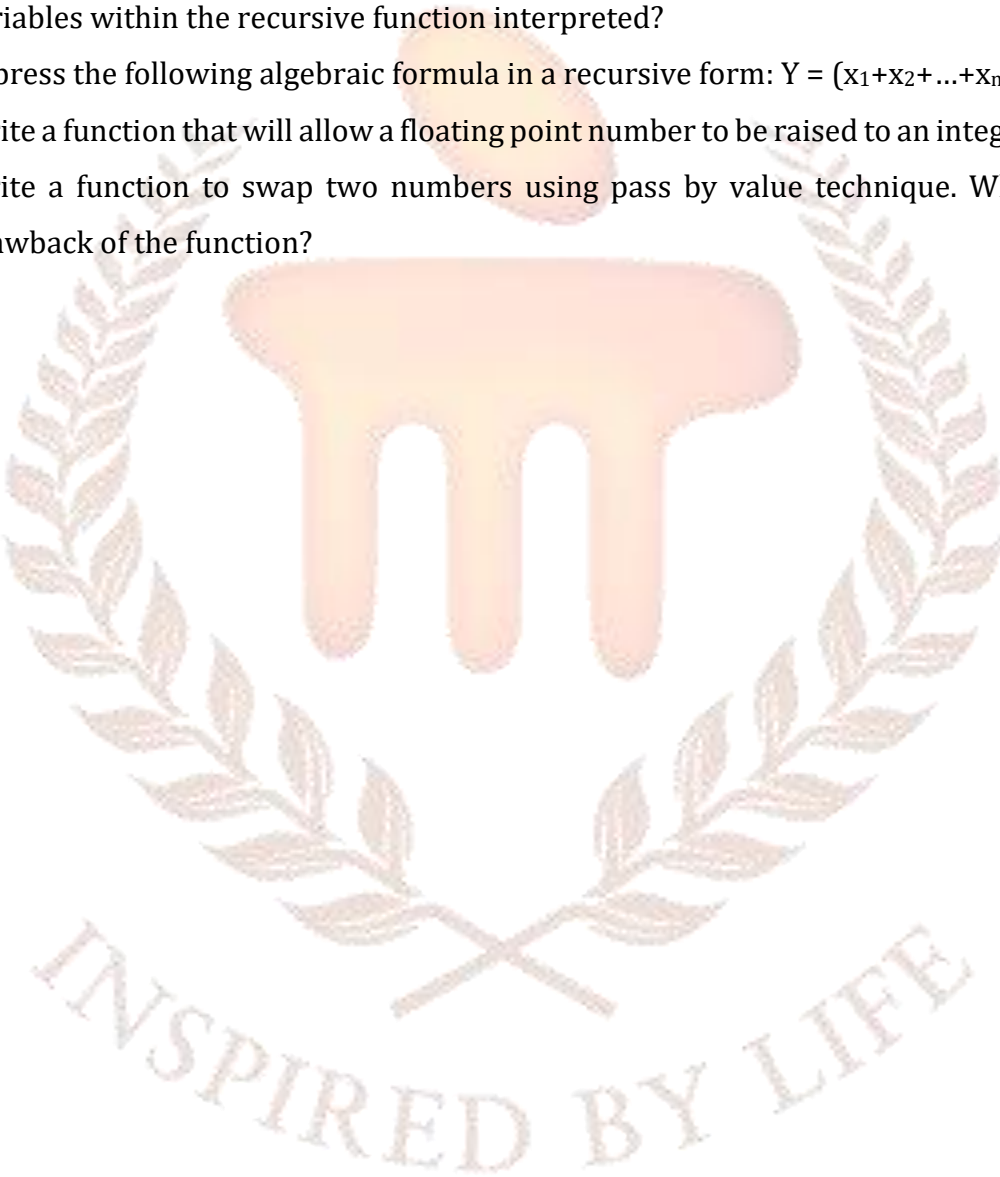 riables within the recursive function interpreted?
press the following algebraic formula in a recursive form: Y = (x₁+x₂+…+xₙ
ite a function that will allow a floating point number to be raised to an integ
ite a function to swap two numbers using pass by value technique. W
awback of the function?
INSPIRED BY LIFE